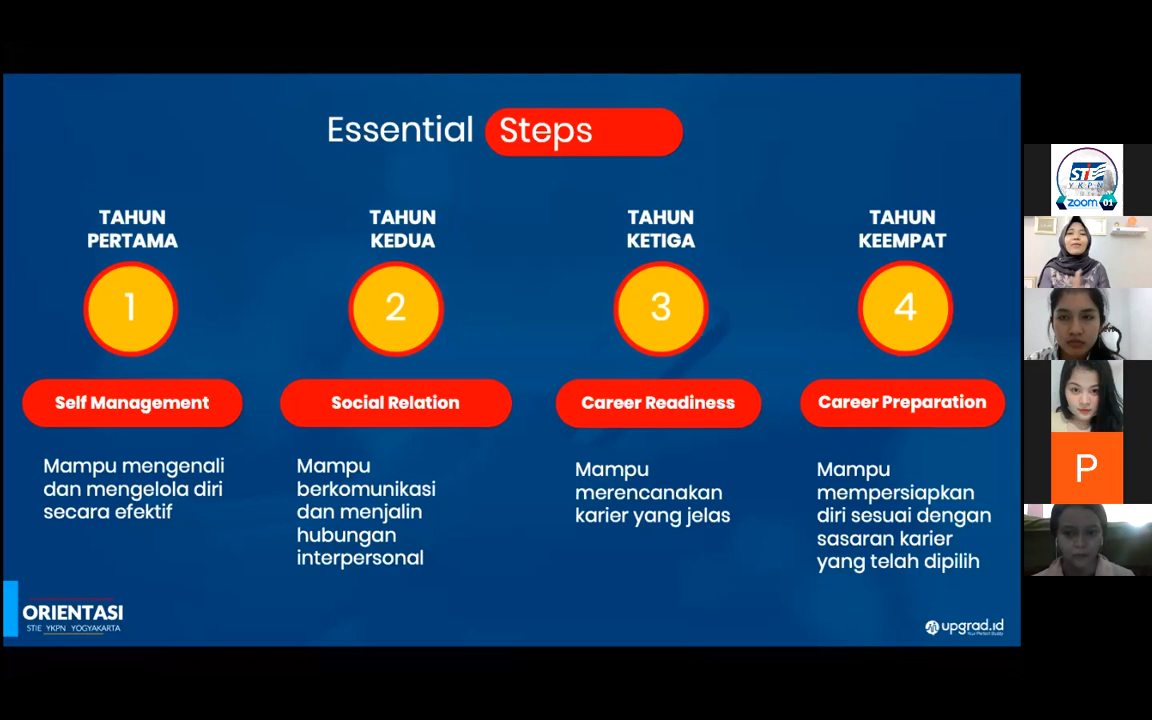 Essential Steps
TAHUN
PERTAMA
1
Self Management
Mampu mengenali
dan mengelola diri
secara efektif
TAHUN
KEDUA
2
Social Relation
Mampu
berkomunikasi
dan menjalin
hubungan
interpersonal
TAHUN
KETIGA
3
Career Readiness
Mampu
merencanakan
karier yang jelas
TAHUN
KEEMPAT
4
Career Preparation
Mampu
mempersiapkan
diri sesuai dengan
sasaran karier
yang telah dipilih
ORIENTASI
STIE YKPN YOGYAKARTA
upgrad.id
STIE
YKPN
zoom 01
P